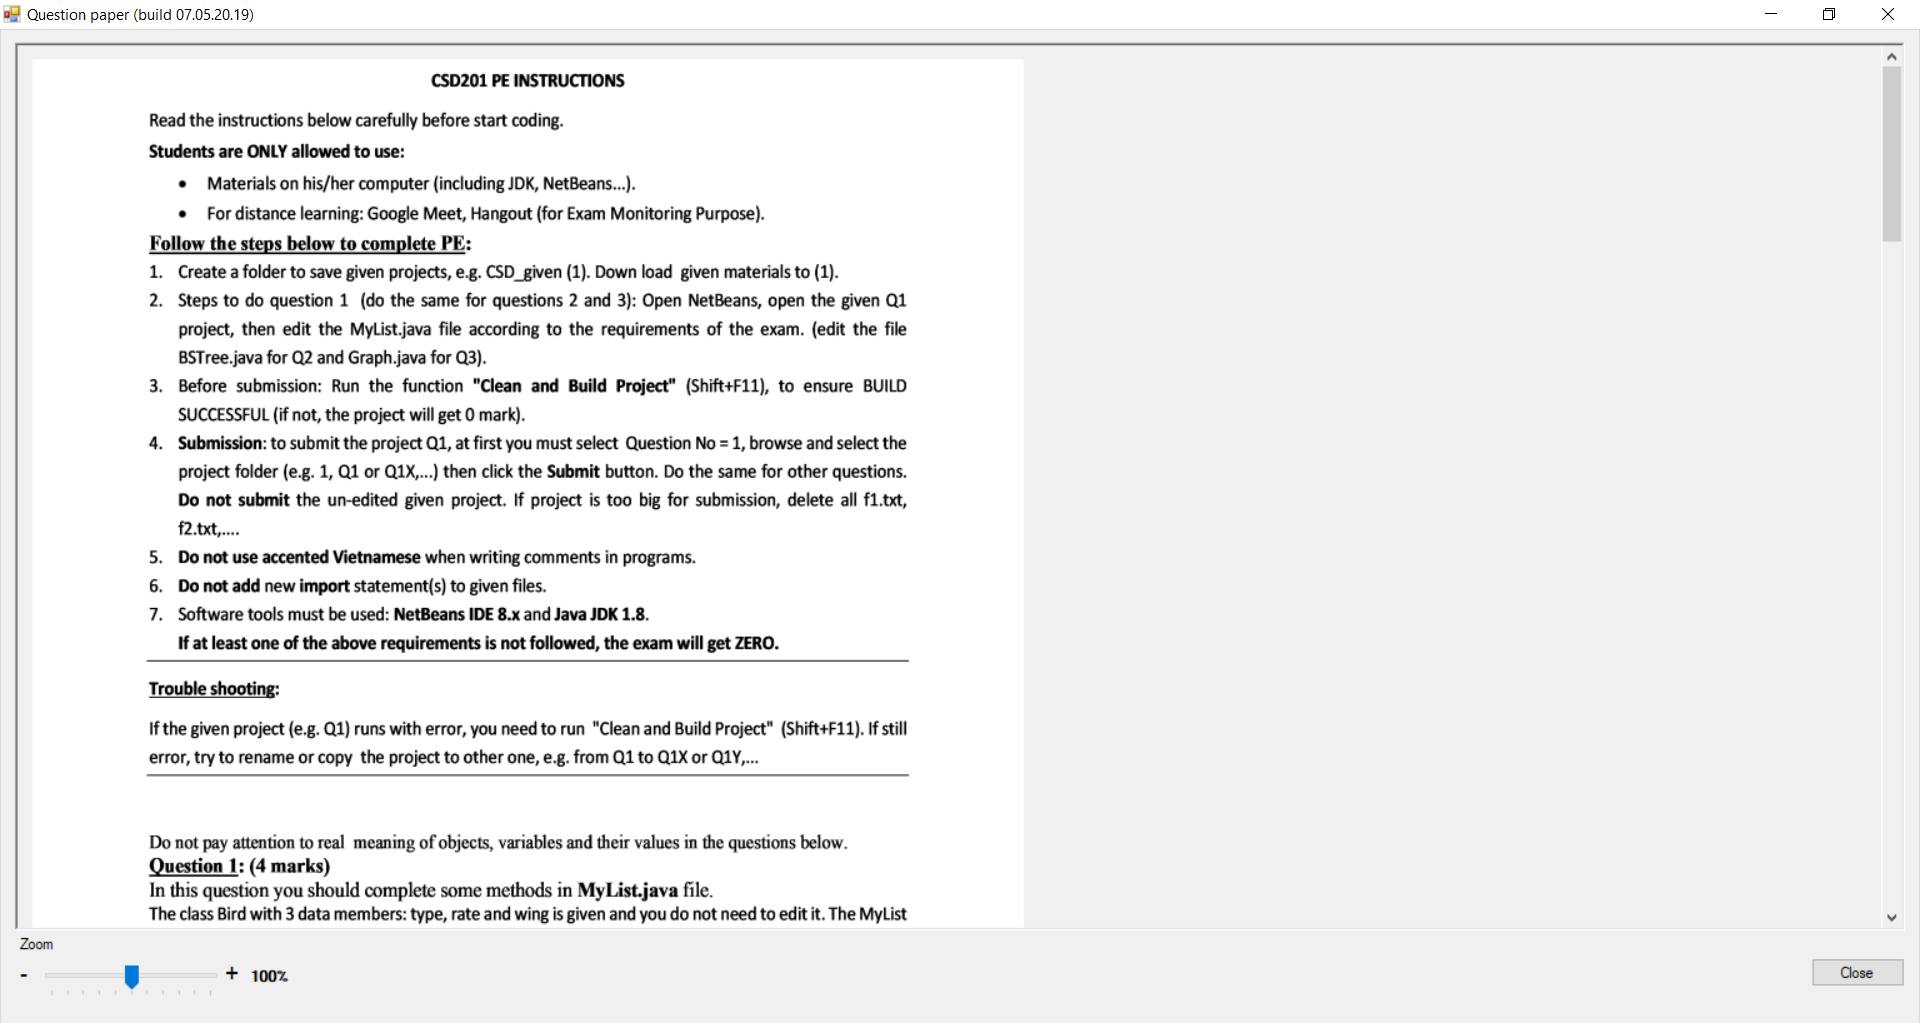 Question paper (build 07.05.20.19)
CSD201 PE INSTRUCTIONS
Read the instructions below carefully before start coding.
Students are ONLY allowed to use:
• Materials on his/her computer (including JDK, NetBeans...).
• For distance learning: Google Meet, Hangout (for Exam Monitoring Purpose).
Follow the steps below to complete PE:
1. Create a folder to save given projects, e.g. CSD_given (1). Down load given materials to (1).
2. Steps to do question 1 (do the same for questions 2 and 3): Open NetBeans, open the given Q1
project, then edit the MyList.java file according to the requirements of the exam. (edit the file
BSTree.java for Q2 and Graph.java for Q3).
3. Before submission: Run the function "Clean and Build Project" (Shift+F11), to ensure BUILD
SUCCESSFUL (if not, the project will get 0 mark).
4. Submission: to submit the project Q1, at first you must select Question No = 1, browse and select the
project folder (e.g. 1, Q1 or Q1X,...) then click the Submit button. Do the same for other questions.
Do not submit the un-edited given project. If project is too big for submission, delete all f1.txt,
f2.txt,....
5. Do not use accented Vietnamese when writing comments in programs.
6. Do not add new import statement(s) to given files.
7. Software tools must be used: NetBeans IDE 8.x and Java JDK 1.8.
If at least one of the above requirements is not followed, the exam will get ZERO.
Trouble shooting:
If the given project (e.g. Q1) runs with error, you need to run "Clean and Build Project" (Shift+F11). If still
error, try to rename or copy the project to other one, e.g. from Q1 to Q1X or Q1Y,...
Do not pay attention to real meaning of objects, variables and their values in the questions below.
Question 1: (4 marks)
In this question you should complete some methods in MyList.java file.
The class Bird with 3 data members: type, rate and wing is given and you do not need to edit it. The MyList
Zoom
- + 100%
Close